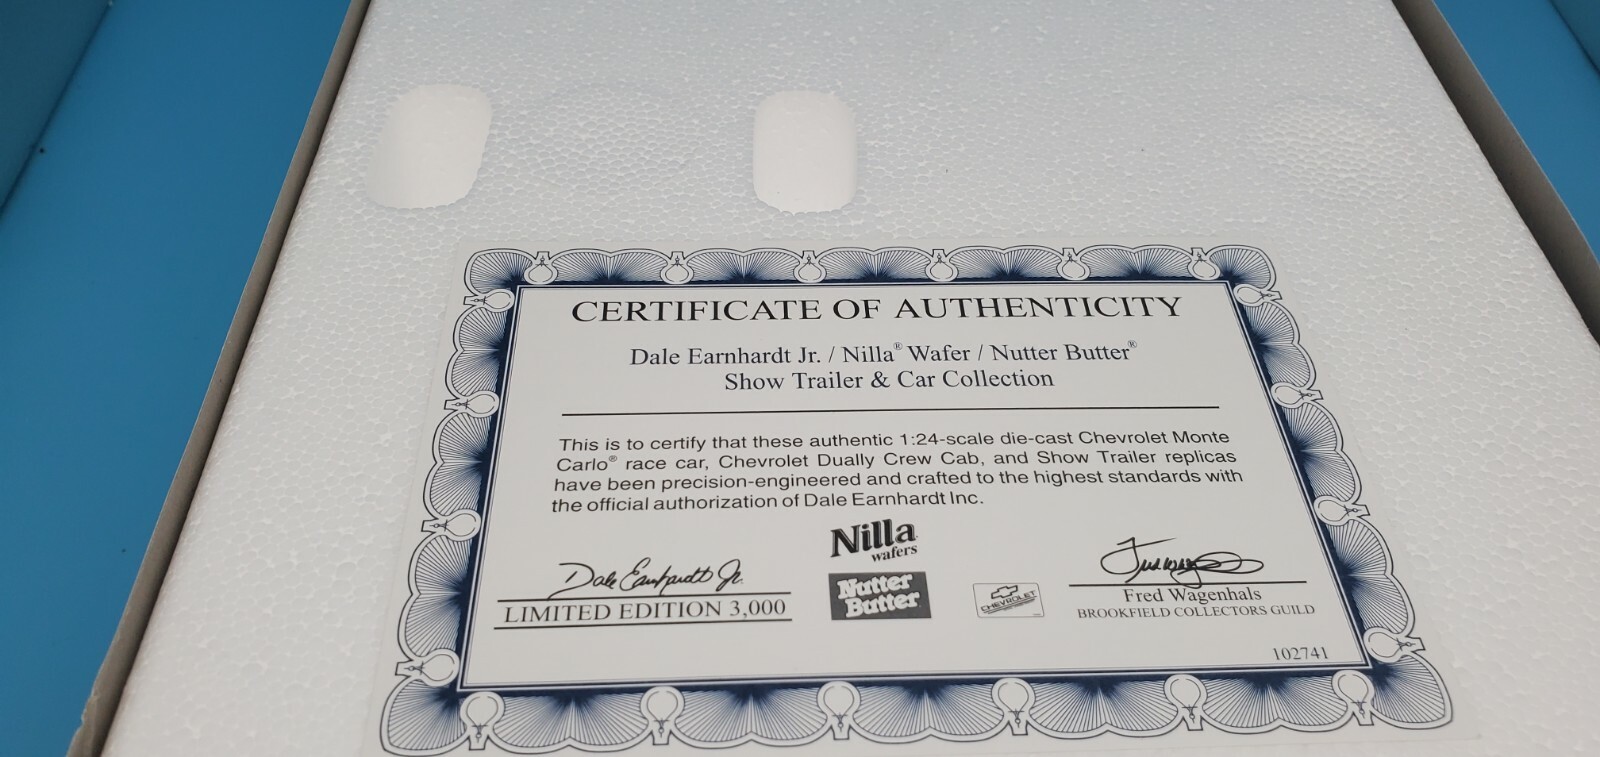 CERTIFICATE OF AUTHENTICITY
Dale Earnhardt Jr. / Nilla® Wafer / Nutter Butter®
Show Trailer & Car Collection
This is to certify that these authentic 1:24-scale die-cast Chevrolet Monte
Carlo® race car, Chevrolet Dually Crew Cab, and Show Trailer replicas
have been precision-engineered and crafted to the highest standards with
the official authorization of Dale Earnhardt Inc.
Nilla
wafers
Nutter
Butter
CHEVROLET
Dale Earnhardt Jr.
LIMITED EDITION 3,000
Fred Wagenhals
BROOKFIELD COLLECTORS GUILD
102741